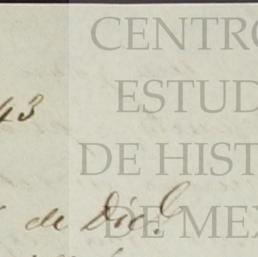 CENTRO
ESTUD
43
DE HIST
de Dic.e
DE MEX